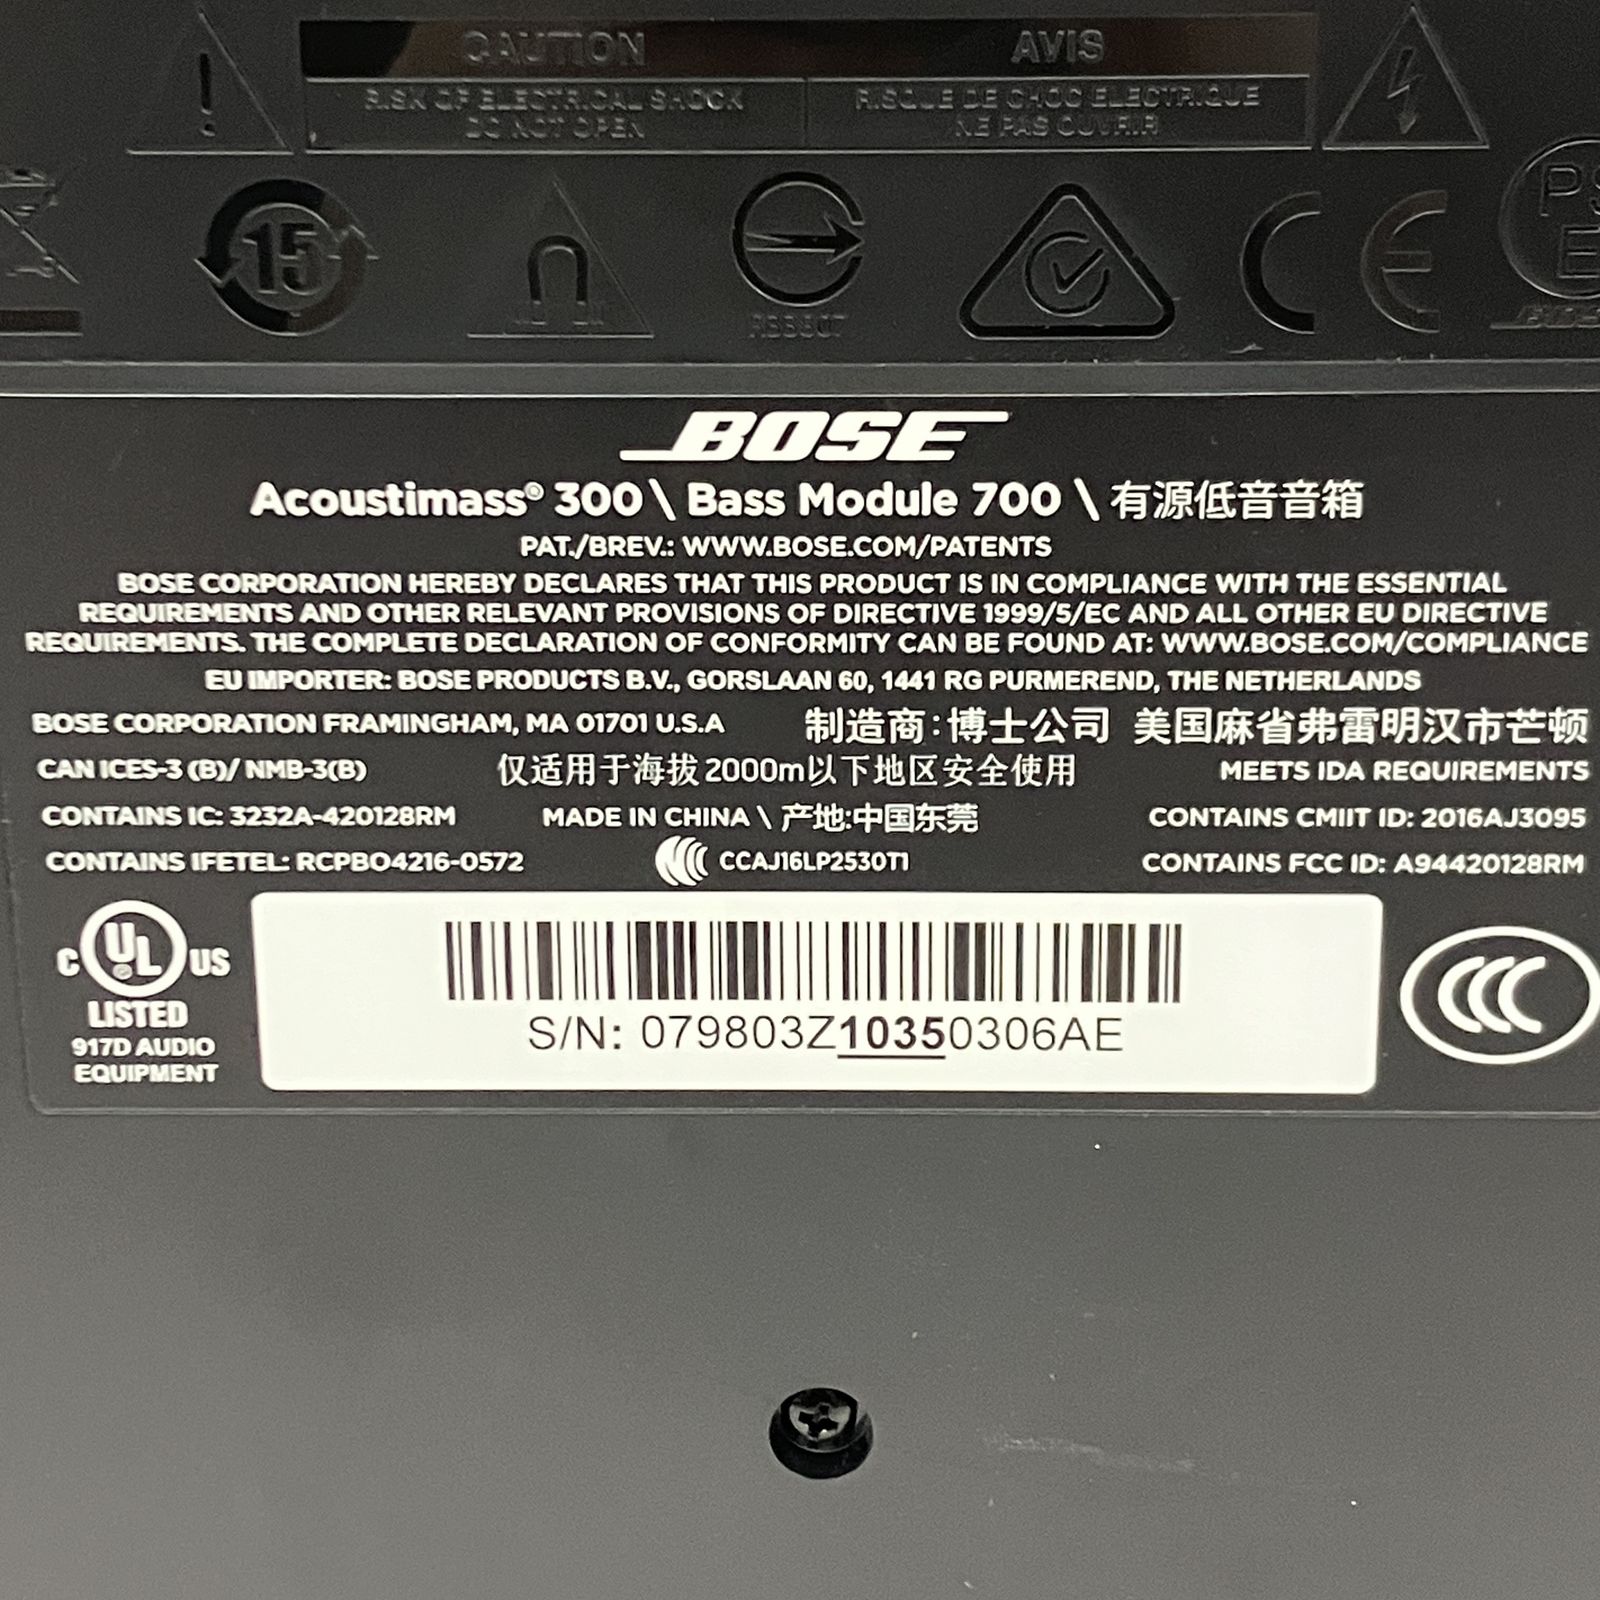 CAUTION
AVIS
RISK OF ELECTRICAL SHOCK
DO NOT OPEN
RISQUE DE CHOC ELECTRIQUE
NE PAS OUVRIR
15
PS
E
BOSE
BOSE
Acoustimass® 300 \ Bass Module 700 \ 有源低音音箱
PAT./BREV.: WWW.BOSE.COM/PATENTS
BOSE CORPORATION HEREBY DECLARES THAT THIS PRODUCT IS IN COMPLIANCE WITH THE ESSENTIAL
REQUIREMENTS AND OTHER RELEVANT PROVISIONS OF DIRECTIVE 1999/5/EC AND ALL OTHER EU DIRECTIVE
REQUIREMENTS. THE COMPLETE DECLARATION OF CONFORMITY CAN BE FOUND AT: WWW.BOSE.COM/COMPLIANCE
EU IMPORTER: BOSE PRODUCTS B.V., GORSLAAN 60, 1441 RG PURMEREND, THE NETHERLANDS
BOSE CORPORATION FRAMINGHAM, MA 01701 U.S.A 制造商:博士公司 美国麻省弗雷明汉市芒顿
CAN ICES-3 (B)/ NMB-3(B) 仅适用于海拔2000m以下地区安全使用 MEETS IDA REQUIREMENTS
CONTAINS IC: 3232A-420128RM MADE IN CHINA \ 产地:中国东莞 CONTAINS CMIIT ID: 2016AJ3095
CONTAINS IFETEL: RCPBO4216-0572 CCAJ16LP2530T1 CONTAINS FCC ID: A94420128RM
C UL US
LISTED
917D AUDIO
EQUIPMENT
S/N: 079803Z10350306AE
CCC